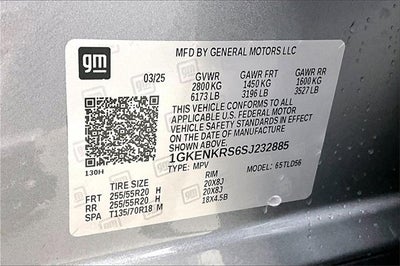 gm
MFD BY GENERAL MOTORS LLC
03/25 GVWR GAWR FRT GAWR RR
2800 KG 1450 KG 1600 KG
6173 LB 3196 LB 3527 LB
THIS VEHICLE CONFORMS TO ALL
APPLICABLE U.S. FEDERAL MOTOR
VEHICLE SAFETY STANDARDS IN EFFECT
ON THE DATE OF MANUFACTURE
SHOWN ABOVE.
1GKENKRS6SJ232885
130H TYPE: MPV MODEL: 6STLD56
TIRE SIZE RIM
FRT 255/55R20 H 20X8J
RR 255/55R20 H 20X8J
SPA T135/70R18 M 18X4.5B